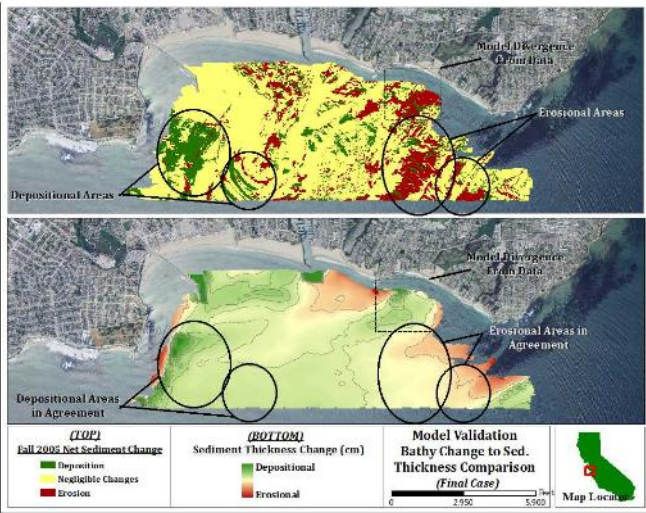 Model Divergence
From Data
Erosional Areas
Depositional Areas
Model Divergence
From Data
Erosional Areas in
Agreement
Depositional Areas
in Agreement
(TOP)
Fall 2005 Net Sediment Change
Deposition
Negligible Changes
Erosion
(BOTTOM)
Sediment Thickness Change (cm)
Depositional
Erosional
Model Validation
Bathy Change to Sed.
Thickness Comparison
(Final Case)
0 2,950 5,900
Map Locator